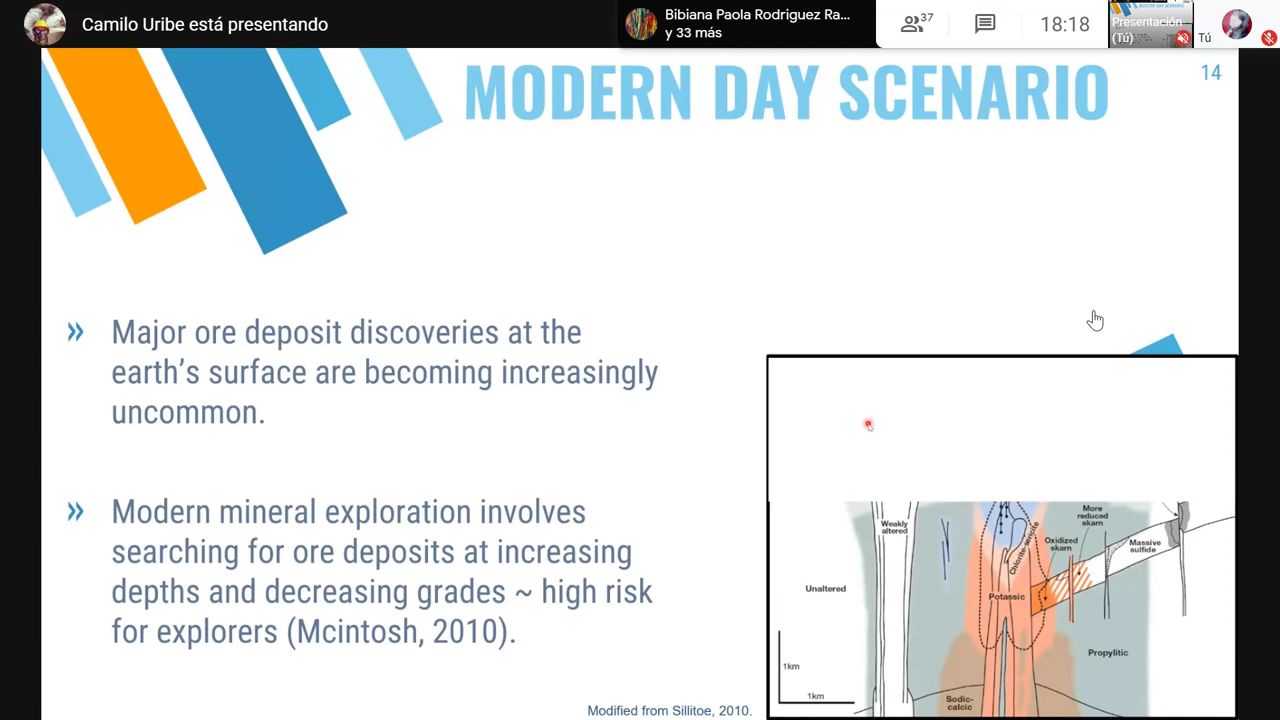 Camilo Uribe está presentando
Bibiana Paola Rodriguez Ra...
y 33 más
37
18:18
Presentación
(Tú)
Tú
MODERN DAY SCENARIO
14
» Major ore deposit discoveries at the
earth’s surface are becoming increasingly
uncommon.
» Modern mineral exploration involves
searching for ore deposits at increasing
depths and decreasing grades ~ high risk
for explorers (Mcintosh, 2010).
Weakly
altered
More
reduced
skarn
Oxidized
skarn
Massive
sulfide
Chlorite-sericite
Unaltered
Potassic
Propylitic
1km
1km
Sodic-
calcic
Modified from Sillitoe, 2010.